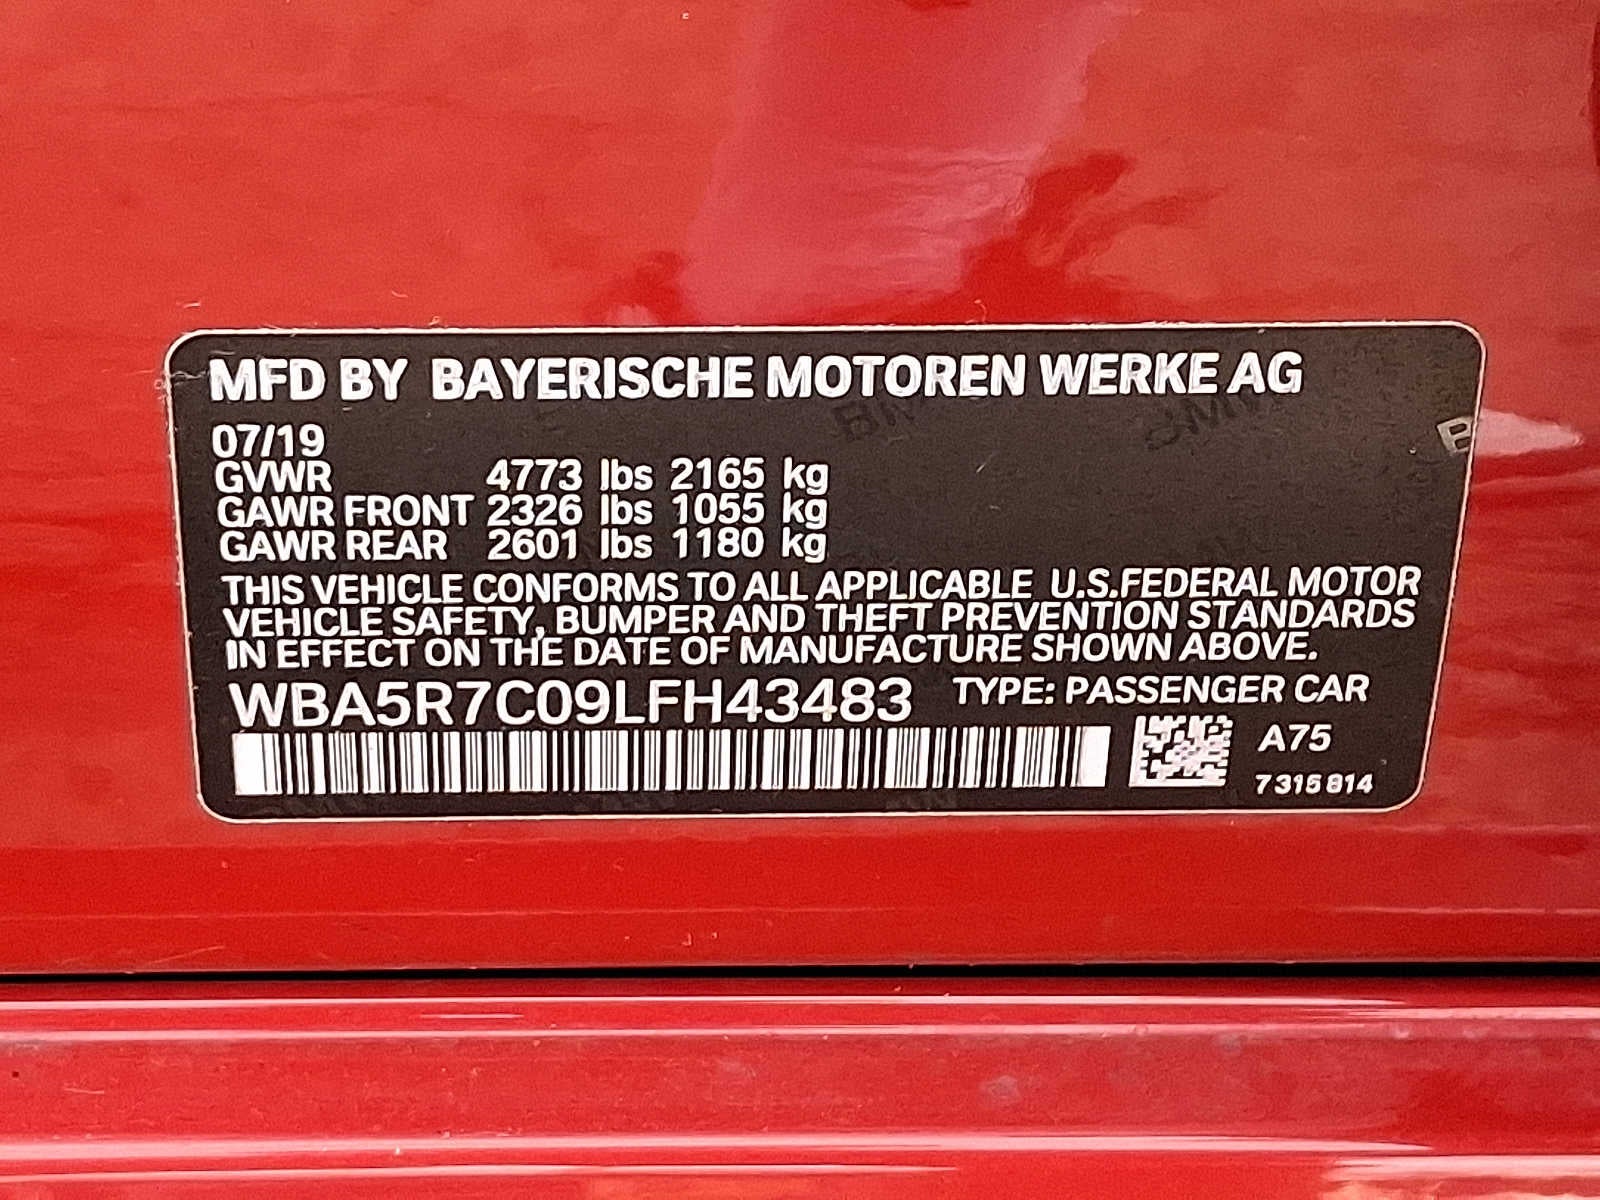 MFD BY BAYERISCHE MOTOREN WERKE AG
07/19
GVWR 4773 lbs 2165 kg
GAWR FRONT 2326 lbs 1055 kg
GAWR REAR 2601 lbs 1180 kg
THIS VEHICLE CONFORMS TO ALL APPLICABLE U.S.FEDERAL MOTOR
VEHICLE SAFETY, BUMPER AND THEFT PREVENTION STANDARDS
IN EFFECT ON THE DATE OF MANUFACTURE SHOWN ABOVE.
WBA5R7C09LFH43483 TYPE: PASSENGER CAR
A75
7315814